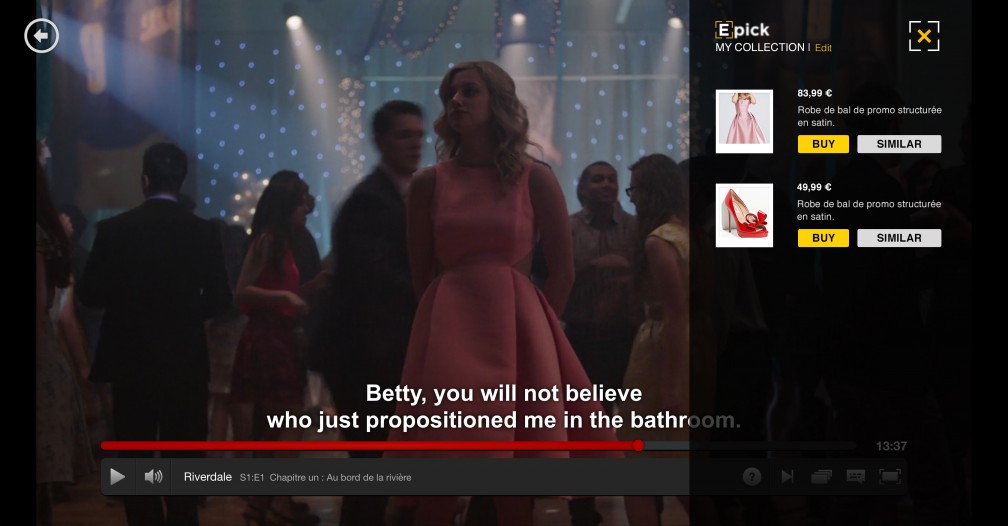 Epick
MY COLLECTION | Edit
83,99 €
Robe de bal de promo structurée
en satin.
BUY SIMILAR
49,99 €
Robe de bal de promo structurée
en satin.
BUY SIMILAR
Betty, you will not believe
who just propositioned me in the bathroom.
13:37
Riverdale S1:E1 Chapitre un : Au bord de la rivière
?